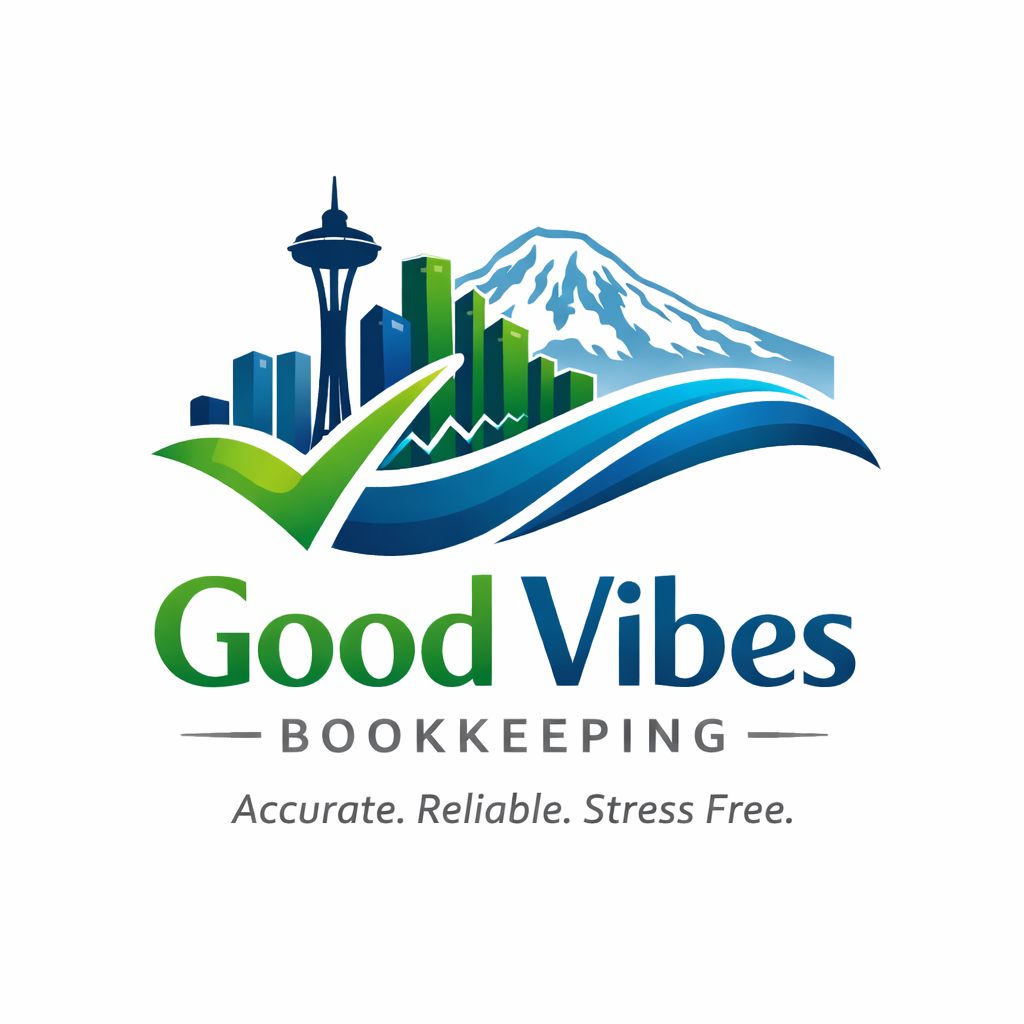 Good Vibes
BOOKKEEPING
Accurate. Reliable. Stress Free.